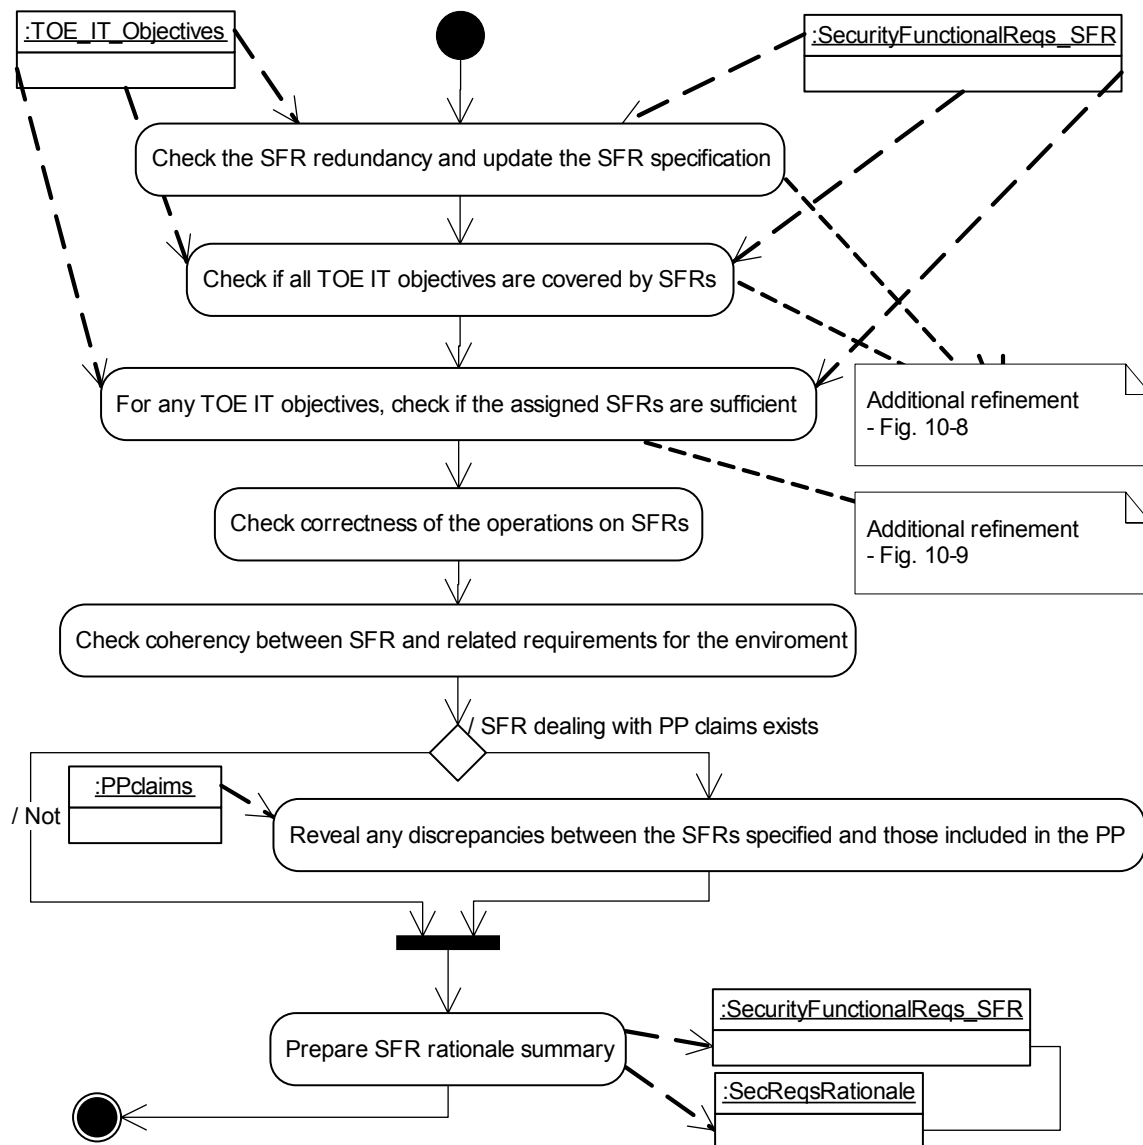 :TOE_IT_Objectives
:SecurityFunctionalReqs_SFR
Check the SFR redundancy and update the SFR specification
Check if all TOE IT objectives are covered by SFRs
For any TOE IT objectives, check if the assigned SFRs are sufficient
Additional refinement
- Fig. 10-8
Check correctness of the operations on SFRs
Additional refinement
- Fig. 10-9
Check coherency between SFR and related requirements for the enviroment
/ SFR dealing with PP claims exists
:PPclaims
/ Not
Reveal any discrepancies between the SFRs specified and those included in the PP
:SecurityFunctionalReqs_SFR
Prepare SFR rationale summary
:SecReqsRationale